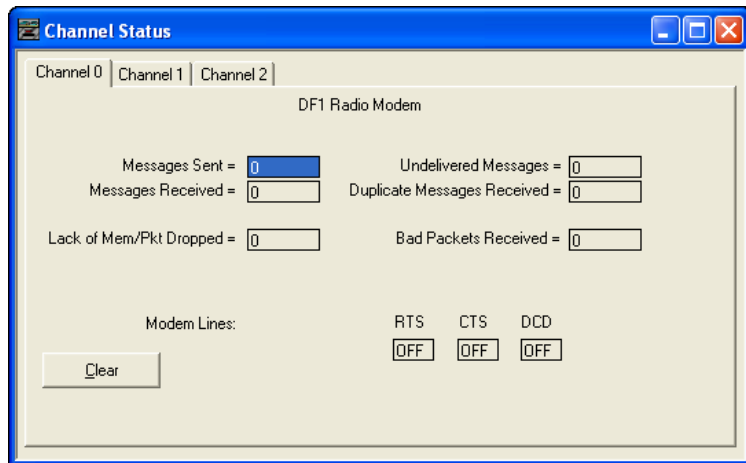 Channel Status
Channel 0 Channel 1 Channel 2
DF1 Radio Modem
Messages Sent = 0 Undelivered Messages = 0
Messages Received = 0 Duplicate Messages Received = 0
Lack of Mem/Pkt Dropped = 0 Bad Packets Received = 0
RTS CTS DCD
Modem Lines: OFF OFF OFF
Clear